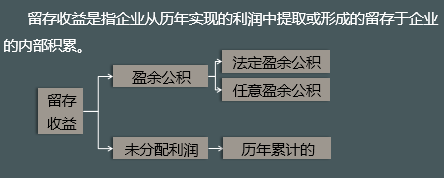 留存收益是指企业从历年实现的利润中提取或形成的留存于企业
的内部积累。
法定盈余公积
盈余公积
任意盈余公积
留存
收益
未分配利润
历年累计的